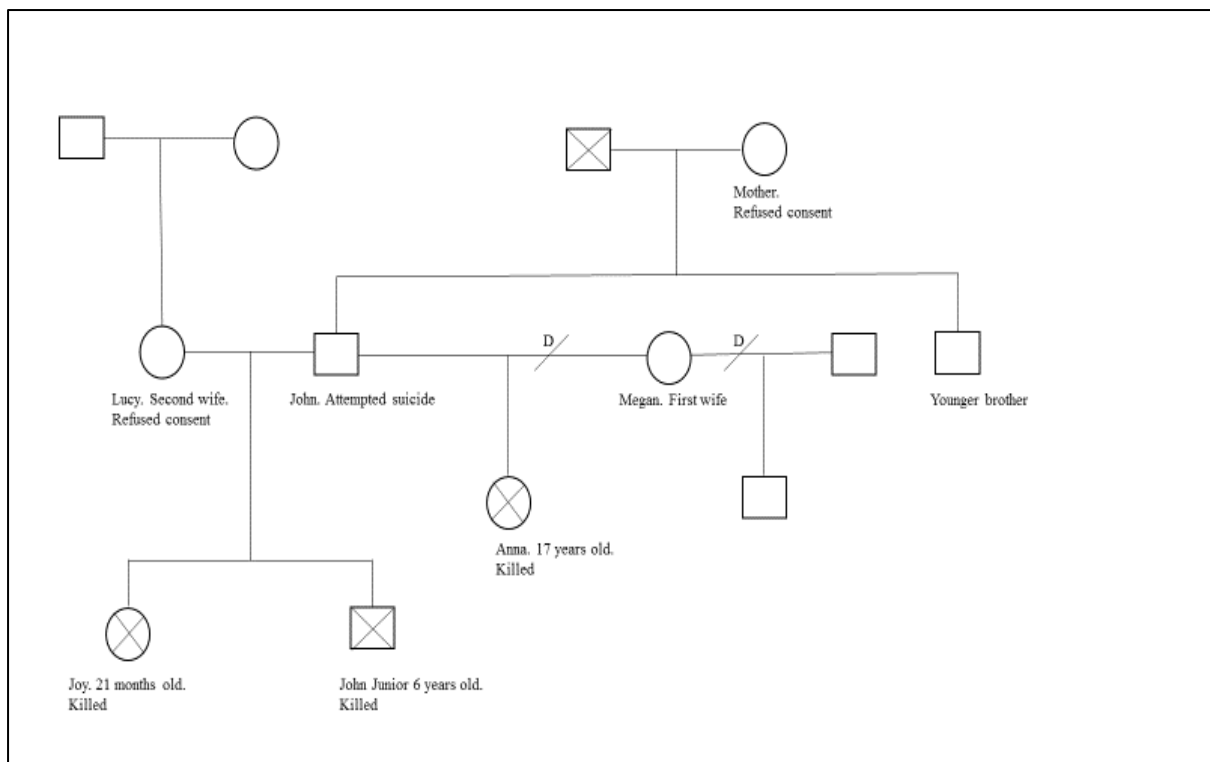 Mother.
Refused consent
D
D
Lucy. Second wife.
Refused consent
John. Attempted suicide
Megan. First wife
Younger brother
Anna. 17 years old.
Killed
Joy. 21 months old.
Killed
John Junior 6 years old.
Killed